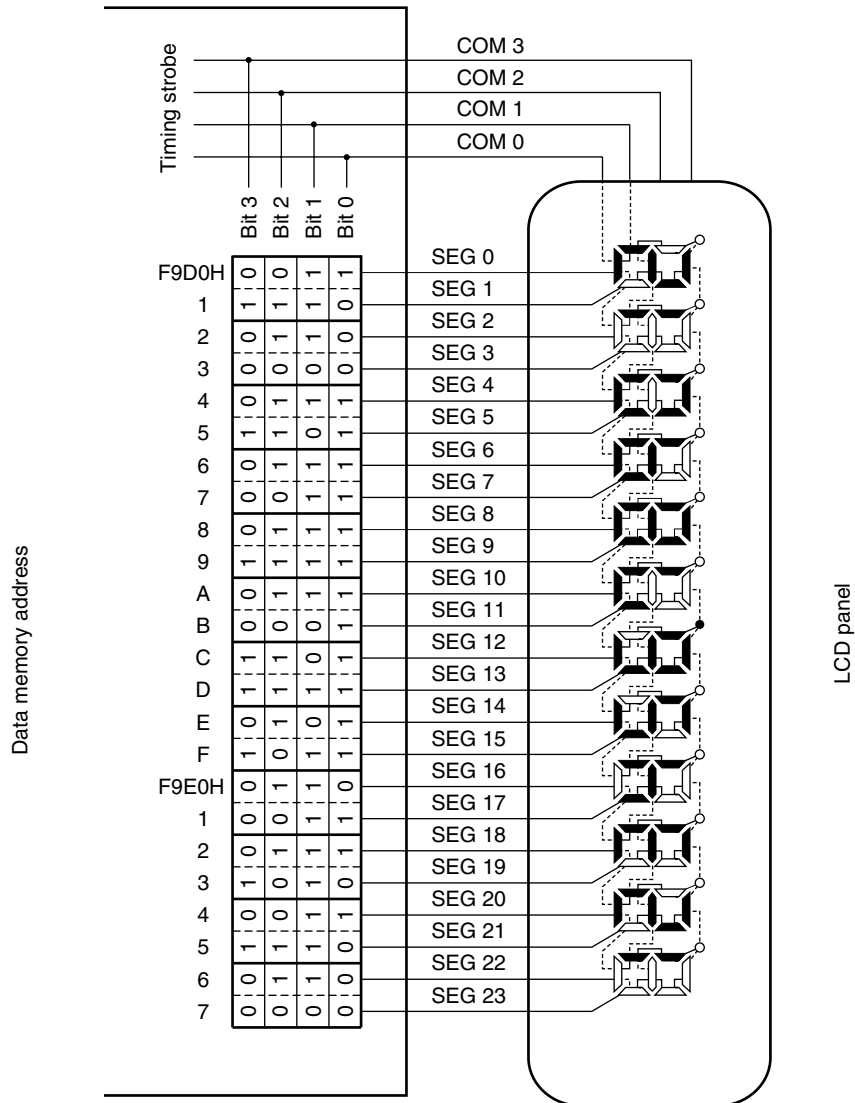 COM 3
COM 2
COM 1
COM 0
Timing strobe
Bit 3
Bit 2
Bit 1
Bit 0
F9D0H 0 0 1 1 SEG 0
1 1 1 1 0 SEG 1
2 0 1 1 0 SEG 2
3 0 0 0 0 SEG 3
4 0 1 1 1 SEG 4
5 1 1 0 1 SEG 5
6 0 1 1 1 SEG 6
7 0 0 1 1 SEG 7
8 0 1 1 1 SEG 8
9 1 1 1 1 SEG 9
A 0 1 1 1 SEG 10
B 0 0 0 1 SEG 11
C 1 1 0 1 SEG 12
D 1 1 1 1 SEG 13
E 0 1 0 1 SEG 14
F 1 0 1 1 SEG 15
F9E0H 0 1 1 0 SEG 16
1 0 0 1 1 SEG 17
2 0 1 1 1 SEG 18
3 1 0 1 0 SEG 19
4 0 0 1 1 SEG 20
5 1 1 1 0 SEG 21
6 0 1 1 0 SEG 22
7 0 0 0 0 SEG 23
Data memory address
LCD panel